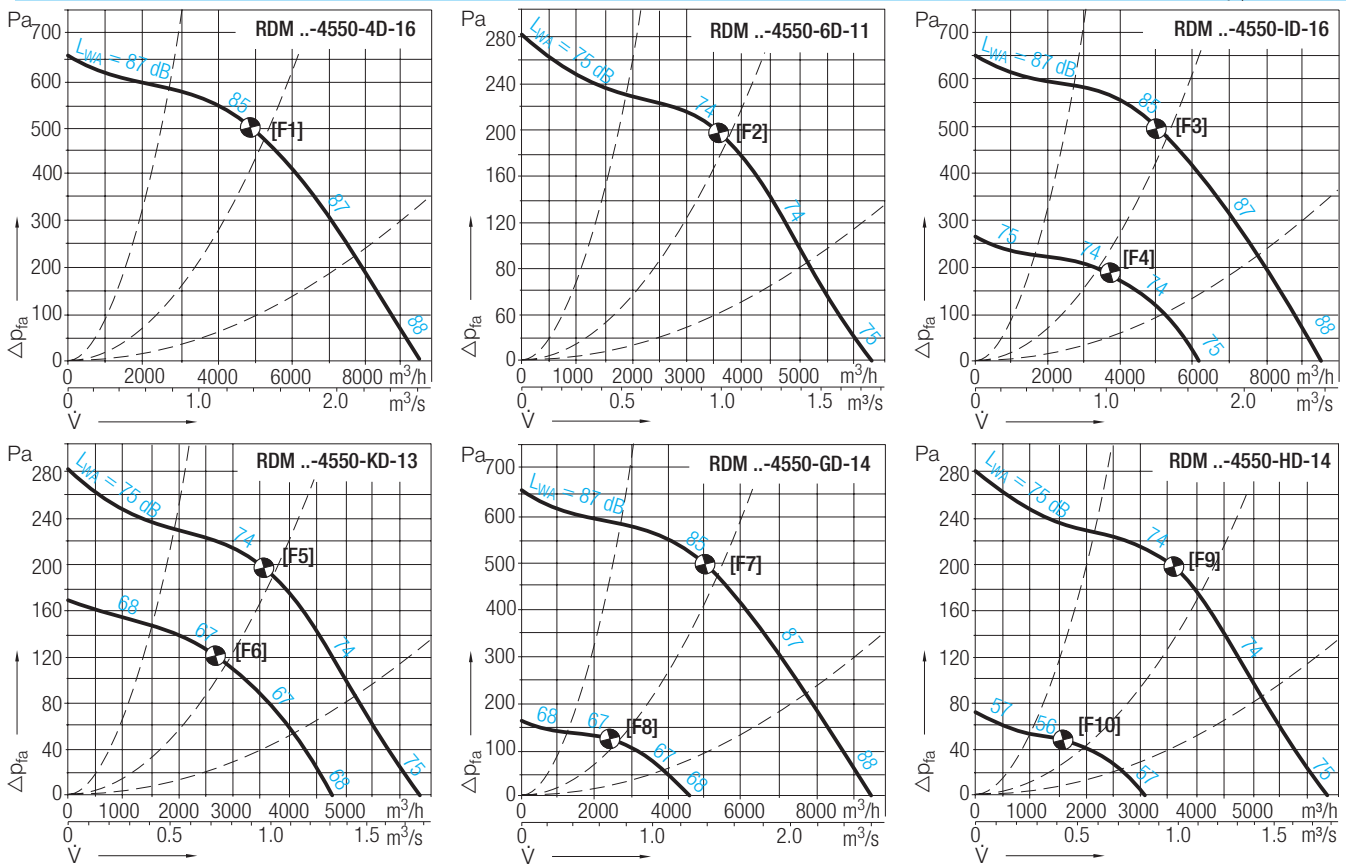 Pa
700
600
500
400
300
200
100
0
Δp_fa
RDM ..-4550-4D-16
L_WA = 87 dB
85
[F1]
87
88
0 2000 4000 6000 8000 m³/h
0 1.0 2.0 m³/s
V̇
280
240
200
160
120
80
60
0
Δp_fa
RDM ..-4550-6D-11
L_WA = 75 dB
74
[F2]
74
75
1000 2000 3000 4000 5000 m³/h
0 0.5 1.0 1.5 m³/s
V̇
700
600
500
400
300
200
100
0
Δp_fa
RDM ..-4550-ID-16
L_WA = 87 dB
85
[F3]
87
88
75
74
[F4]
74
75
0 2000 4000 6000 8000 m³/h
0 1.0 2.0 m³/s
V̇
Pa
280
240
200
160
120
80
40
0
Δp_fa
RDM ..-4550-KD-13
L_WA = 75 dB
74
[F5]
74
75
68
67
[F6]
67
68
0 1000 2000 3000 4000 5000 m³/h
0 0.5 1.0 1.5 m³/s
V̇
Pa
700
600
500
400
300
200
100
0
Δp_fa
RDM ..-4550-GD-14
L_WA = 87 dB
85
[F7]
87
88
68
67
[F8]
67
68
0 2000 4000 6000 8000 m³/h
0 1.0 2.0 m³/s
V̇
Pa
280
240
200
160
120
80
40
0
Δp_fa
RDM ..-4550-HD-14
L_WA = 75 dB
74
[F9]
74
75
57
56
[F10]
57
0 1000 2000 3000 4000 5000 m³/h
0 0.5 1.0 1.5 m³/s
V̇